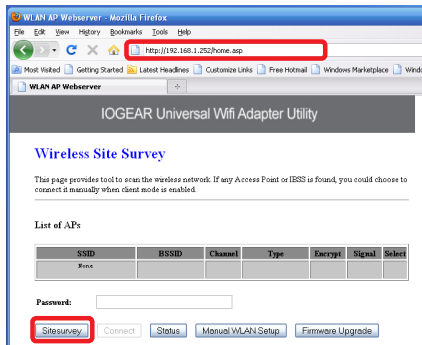 WLAN AP Webserver - Mozilla Firefox
File Edit View History Bookmarks Tools Help
http://192.168.1.252/home.asp
Most Visited Getting Started Latest Headlines Customize Links Free Hotmail Windows Marketplace Windo
WLAN AP Webserver
IOGEAR Universal Wifi Adapter Utility
Wireless Site Survey
This page provides tool to scan the wireless network. If any Access Point or IBSS is found, you could choose to
connect it manually when client mode is enabled.
List of APs
SSID BSSID Channel Type Encrypt Signal Select
None
Password:
Sitesurvey Connect Status Manual WLAN Setup Firmware Upgrade